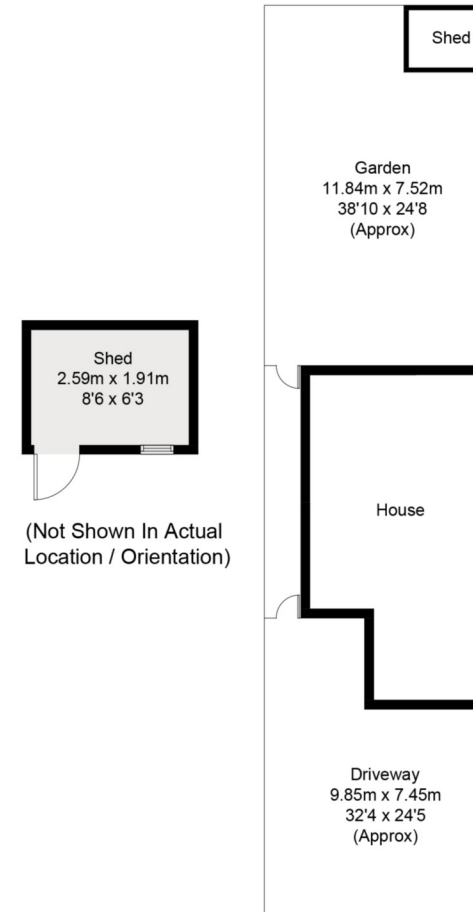 Shed
Garden
11.84m x 7.52m
38'10 x 24'8
(Approx)
Shed
2.59m x 1.91m
8'6 x 6'3
(Not Shown In Actual
Location / Orientation)
House
Driveway
9.85m x 7.45m
32'4 x 24'5
(Approx)